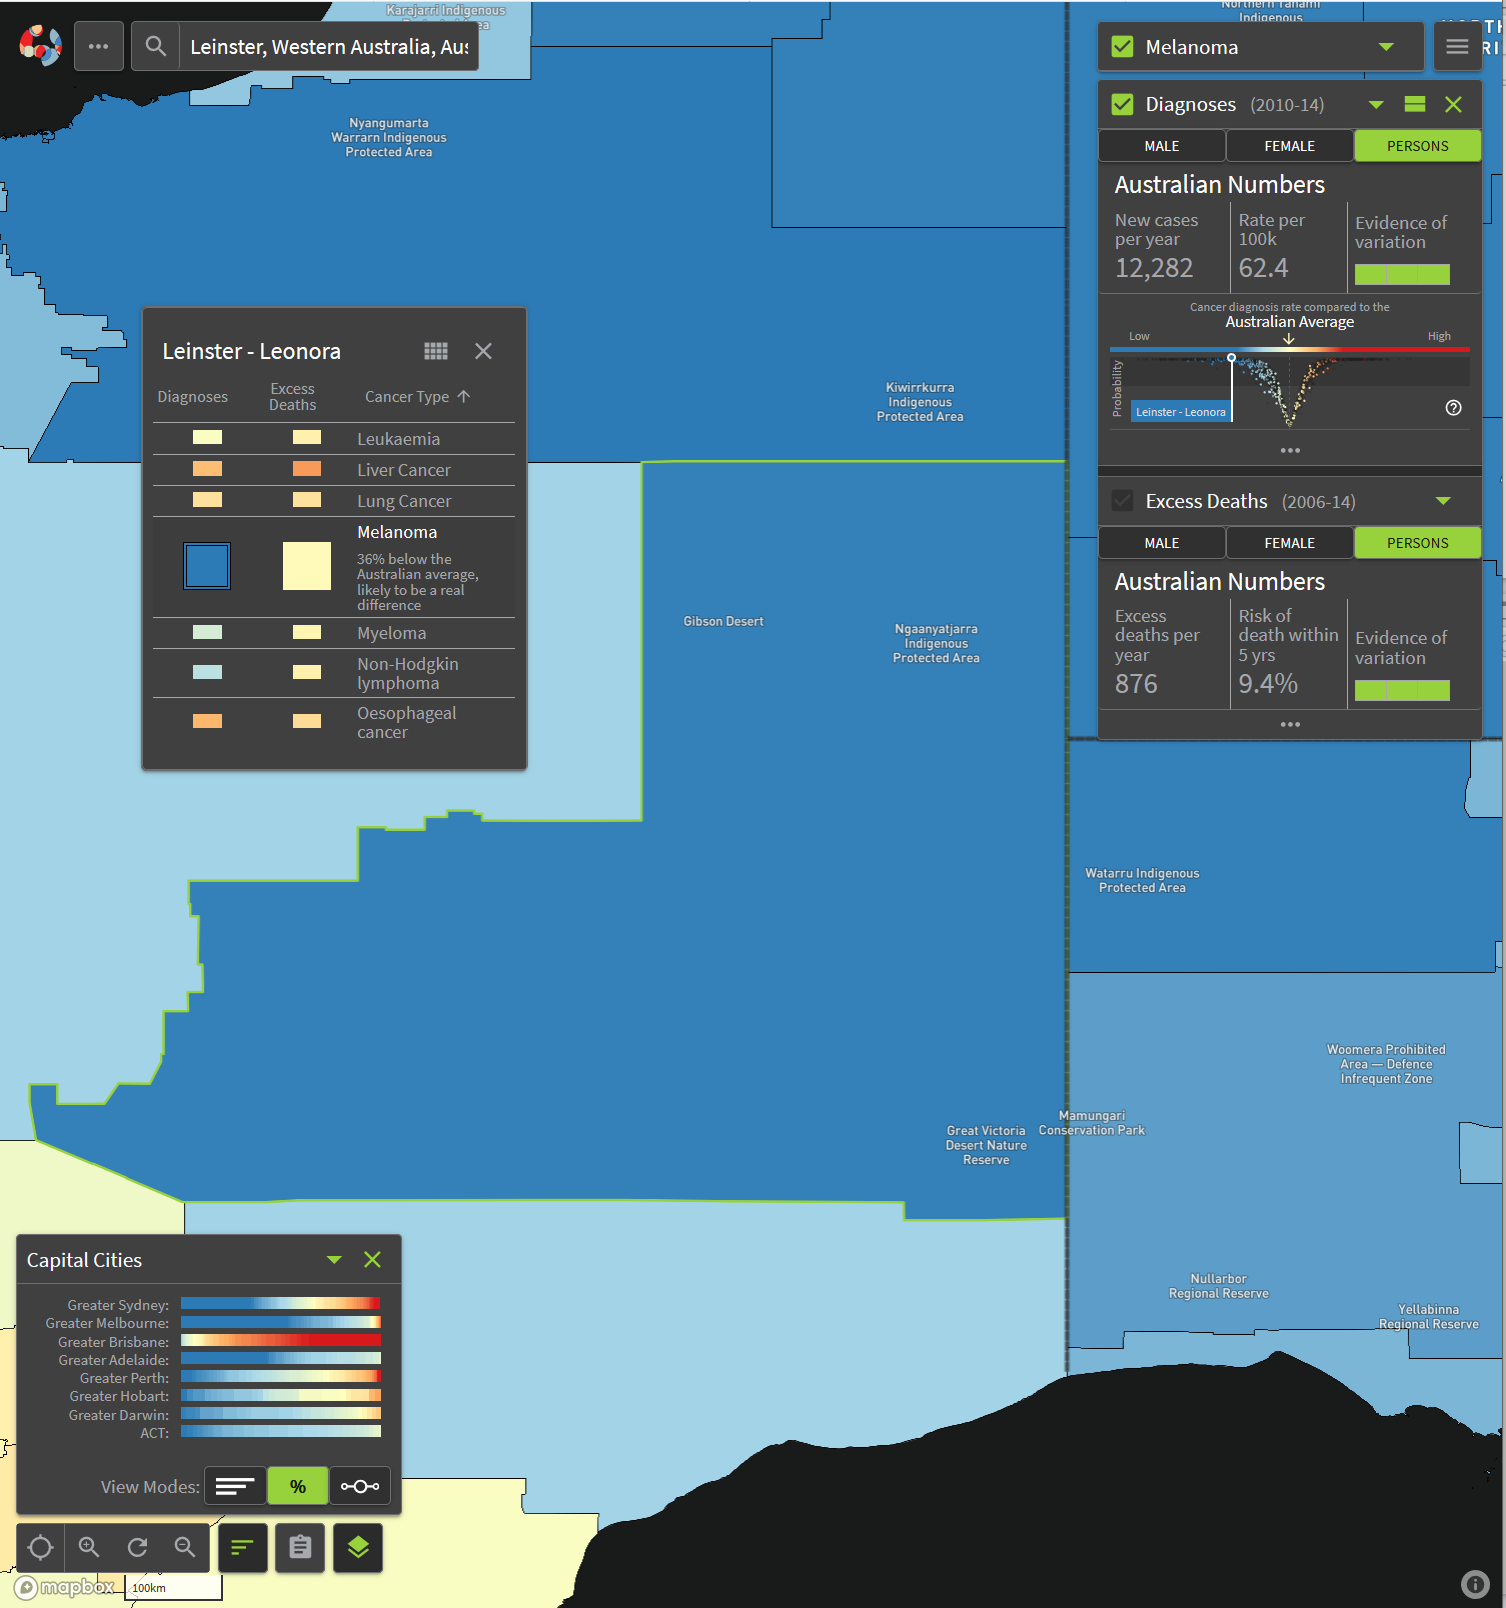 Karajarri Indigenous
Leinster, Western Australia, Aus
Northern Tanami
Indigenous
Nyangumarta
Warrarn Indigenous
Protected Area
Kiwirrkurra
Indigenous
Protected Area
Gibson Desert
Ngaanyatjarra
Indigenous
Protected Area
Watarru Indigenous
Protected Area
Woomera Prohibited
Area — Defence
Infrequent Zone
Great Victoria
Desert Nature
Reserve
Mamungari
Conservation Park
Nullarbor
Regional Reserve
Yellabinna
Regional Reserve
Leinster - Leonora
Diagnoses
Excess
Deaths
Cancer Type
Leukaemia
Liver Cancer
Lung Cancer
Melanoma
36% below the
Australian average,
likely to be a real
difference
Myeloma
Non-Hodgkin
lymphoma
Oesophageal
cancer
Melanoma
Diagnoses (2010-14)
MALE FEMALE PERSONS
Australian Numbers
New cases
per year
12,282
Rate per
100k
62.4
Evidence of
variation
Cancer diagnosis rate compared to the
Australian Average
Low High
Probability
Leinster - Leonora
Excess Deaths (2006-14)
MALE FEMALE PERSONS
Australian Numbers
Excess
deaths per
year
876
Risk of
death within
5 yrs
9.4%
Evidence of
variation
Capital Cities
Greater Sydney:
Greater Melbourne:
Greater Brisbane:
Greater Adelaide:
Greater Perth:
Greater Hobart:
Greater Darwin:
ACT:
View Modes: %
mapbox
100km